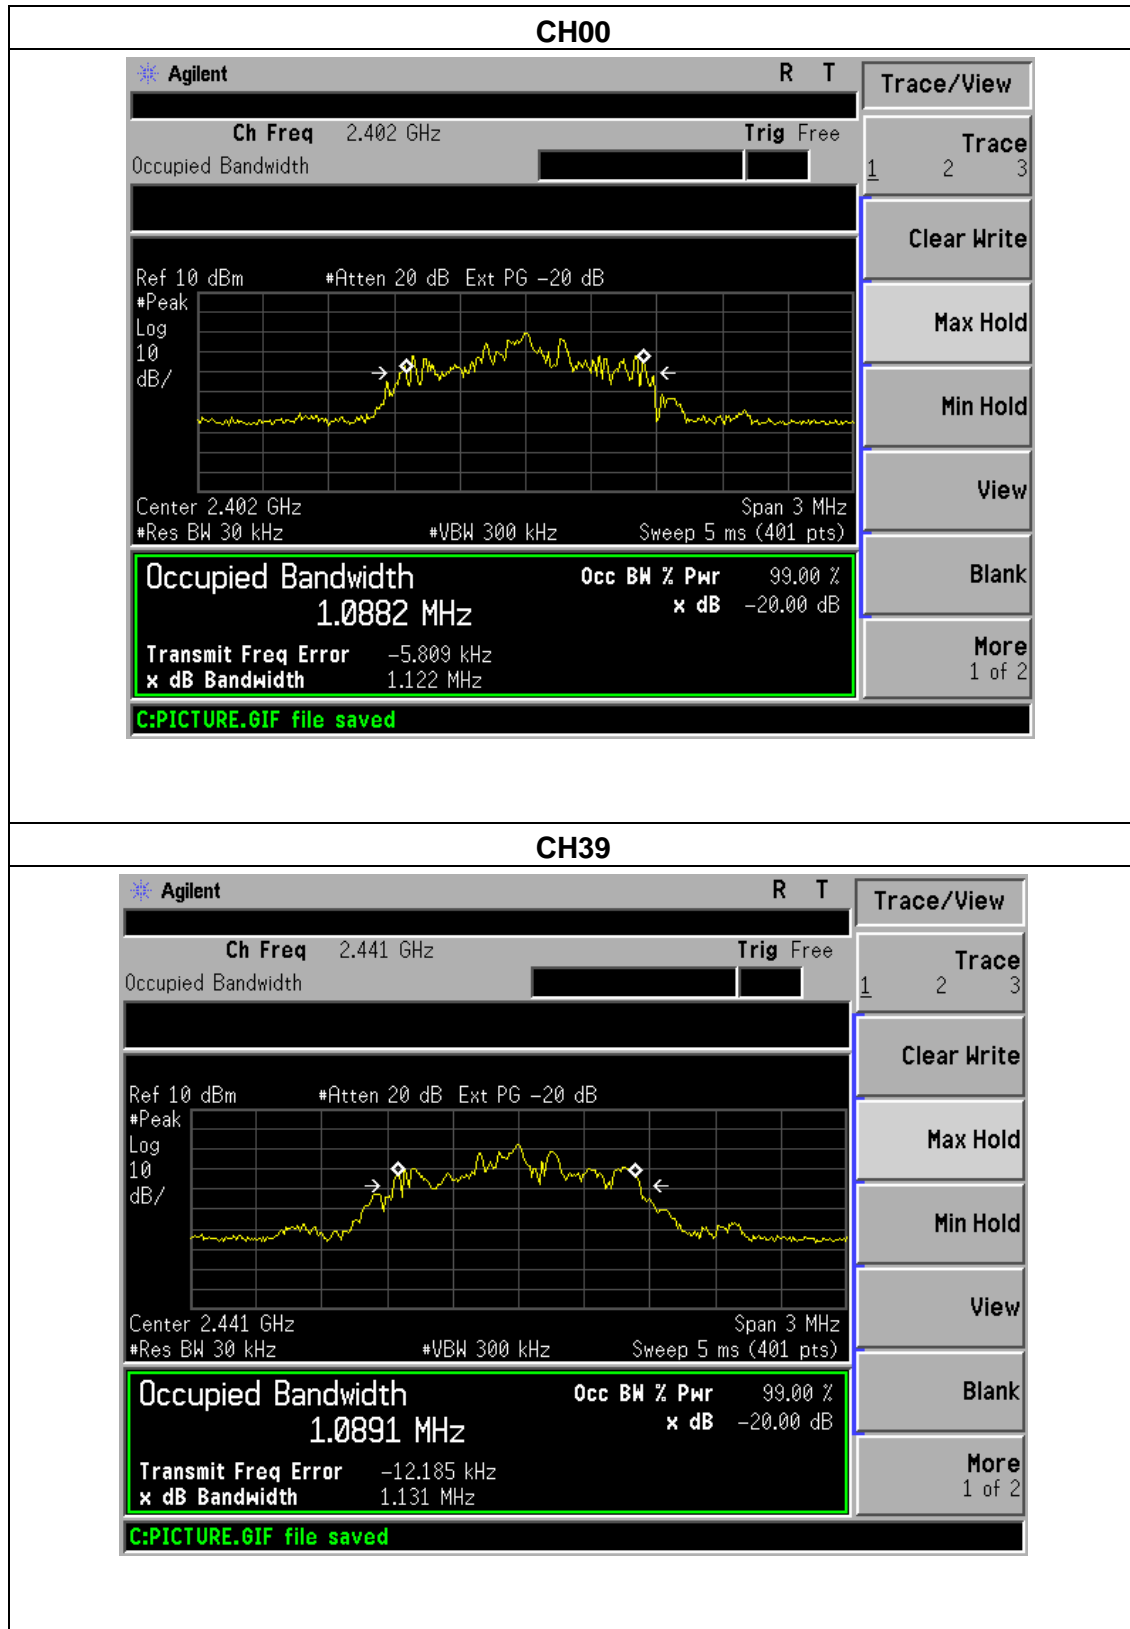 CH00
Agilent R T
Trace/View
Ch Freq 2.402 GHz Trig Free
Occupied Bandwidth
Trace
1 2 3
Clear Write
Max Hold
Min Hold
View
Blank
More
1 of 2
Ref 10 dBm #Atten 20 dB Ext PG -20 dB
#Peak
Log
10
dB/
Center 2.402 GHz Span 3 MHz
#Res BW 30 kHz #VBW 300 kHz Sweep 5 ms (401 pts)
Occupied Bandwidth Occ BW % Pwr 99.00 %
1.0882 MHz x dB -20.00 dB
Transmit Freq Error -5.809 kHz
x dB Bandwidth 1.122 MHz
C:PICTURE.GIF file saved
CH39
Agilent R T
Trace/View
Ch Freq 2.441 GHz Trig Free
Occupied Bandwidth
Trace
1 2 3
Clear Write
Max Hold
Min Hold
View
Blank
More
1 of 2
Ref 10 dBm #Atten 20 dB Ext PG -20 dB
#Peak
Log
10
dB/
Center 2.441 GHz Span 3 MHz
#Res BW 30 kHz #VBW 300 kHz Sweep 5 ms (401 pts)
Occupied Bandwidth Occ BW % Pwr 99.00 %
1.0891 MHz x dB -20.00 dB
Transmit Freq Error -12.185 kHz
x dB Bandwidth 1.131 MHz
C:PICTURE.GIF file saved